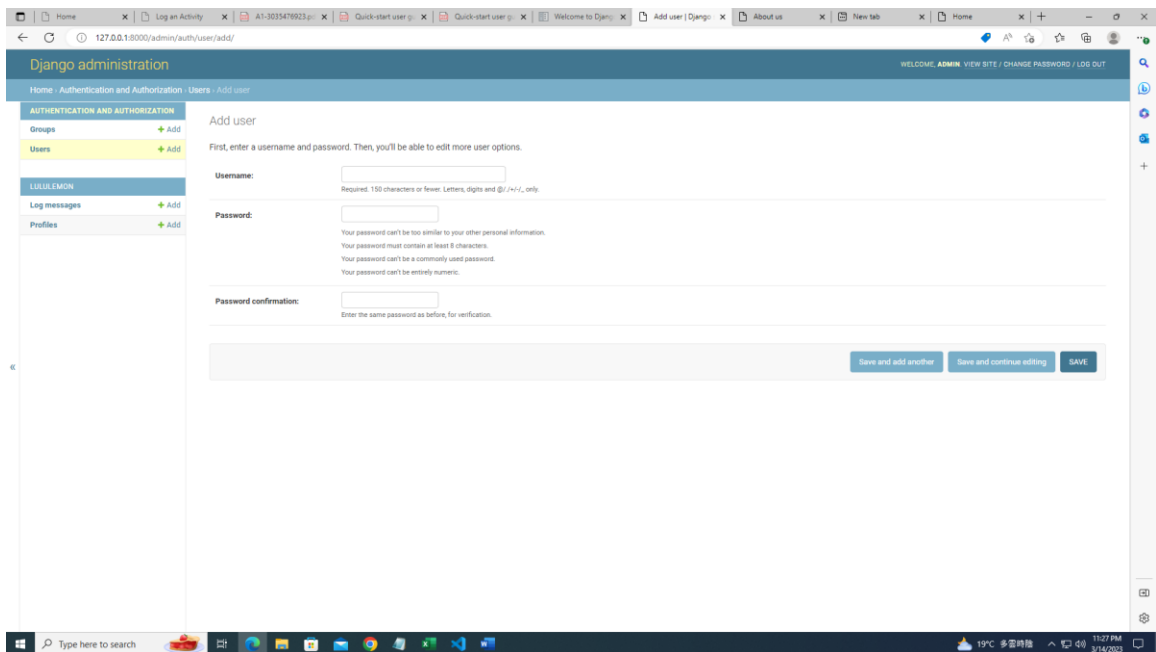 Home
Log an Activity
A1-3035476923.p
Quick-start user g
Quick-start user g
Welcome to Djang
Add user | Django
About us
New tab
Home
127.0.0.1:8000/admin/auth/user/add/
Django administration
WELCOME, ADMIN. VIEW SITE / CHANGE PASSWORD / LOG OUT
Home › Authentication and Authorization › Users › Add user
AUTHENTICATION AND AUTHORIZATION
Groups + Add
Users + Add
LULULEMON
Log messages + Add
Profiles + Add
«
Add user
First, enter a username and password. Then, you'll be able to edit more user options.
Username:
Required. 150 characters or fewer. Letters, digits and @/./+/-/_ only.
Password:
Your password can't be too similar to your other personal information.
Your password must contain at least 8 characters.
Your password can't be a commonly used password.
Your password can't be entirely numeric.
Password confirmation:
Enter the same password as before, for verification.
Save and add another
Save and continue editing
SAVE
Type here to search
19°C 多雲時陰
11:27 PM
3/14/2023